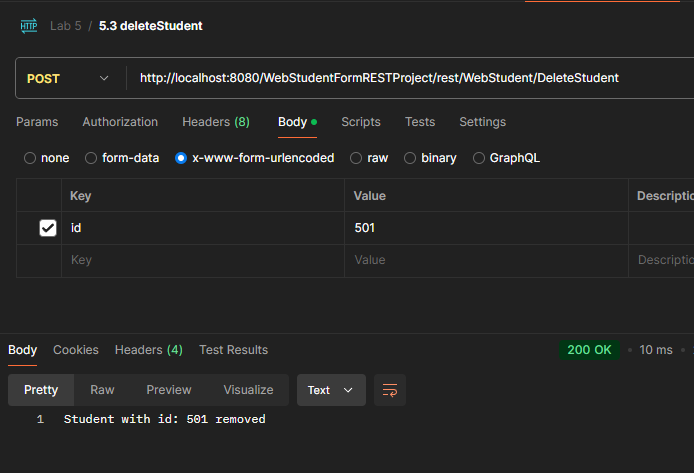 HTTP Lab 5 / 5.3 deleteStudent
POST http://localhost:8080/WebStudentFormRESTProject/rest/WebStudent/DeleteStudent
Params Authorization Headers (8) Body Scripts Tests Settings
none form-data x-www-form-urlencoded raw binary GraphQL
Key Value Descriptic
id 501
Key Value Descriptic
Body Cookies Headers (4) Test Results 200 OK • 10 ms •
Pretty Raw Preview Visualize Text
1 Student with id: 501 removed